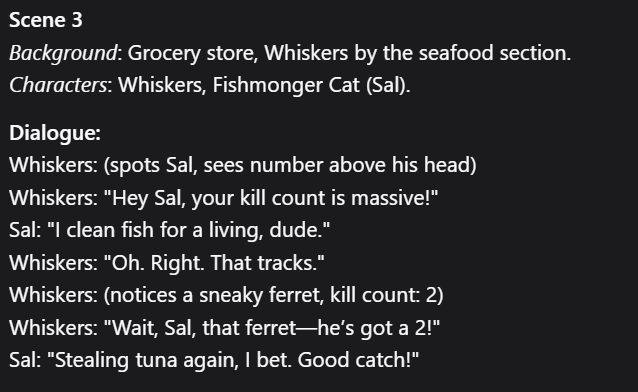 Scene 3
Background: Grocery store, Whiskers by the seafood section.
Characters: Whiskers, Fishmonger Cat (Sal).
Dialogue:
Whiskers: (spots Sal, sees number above his head)
Whiskers: "Hey Sal, your kill count is massive!"
Sal: "I clean fish for a living, dude."
Whiskers: "Oh. Right. That tracks."
Whiskers: (notices a sneaky ferret, kill count: 2)
Whiskers: "Wait, Sal, that ferret—he’s got a 2!"
Sal: "Stealing tuna again, I bet. Good catch!"